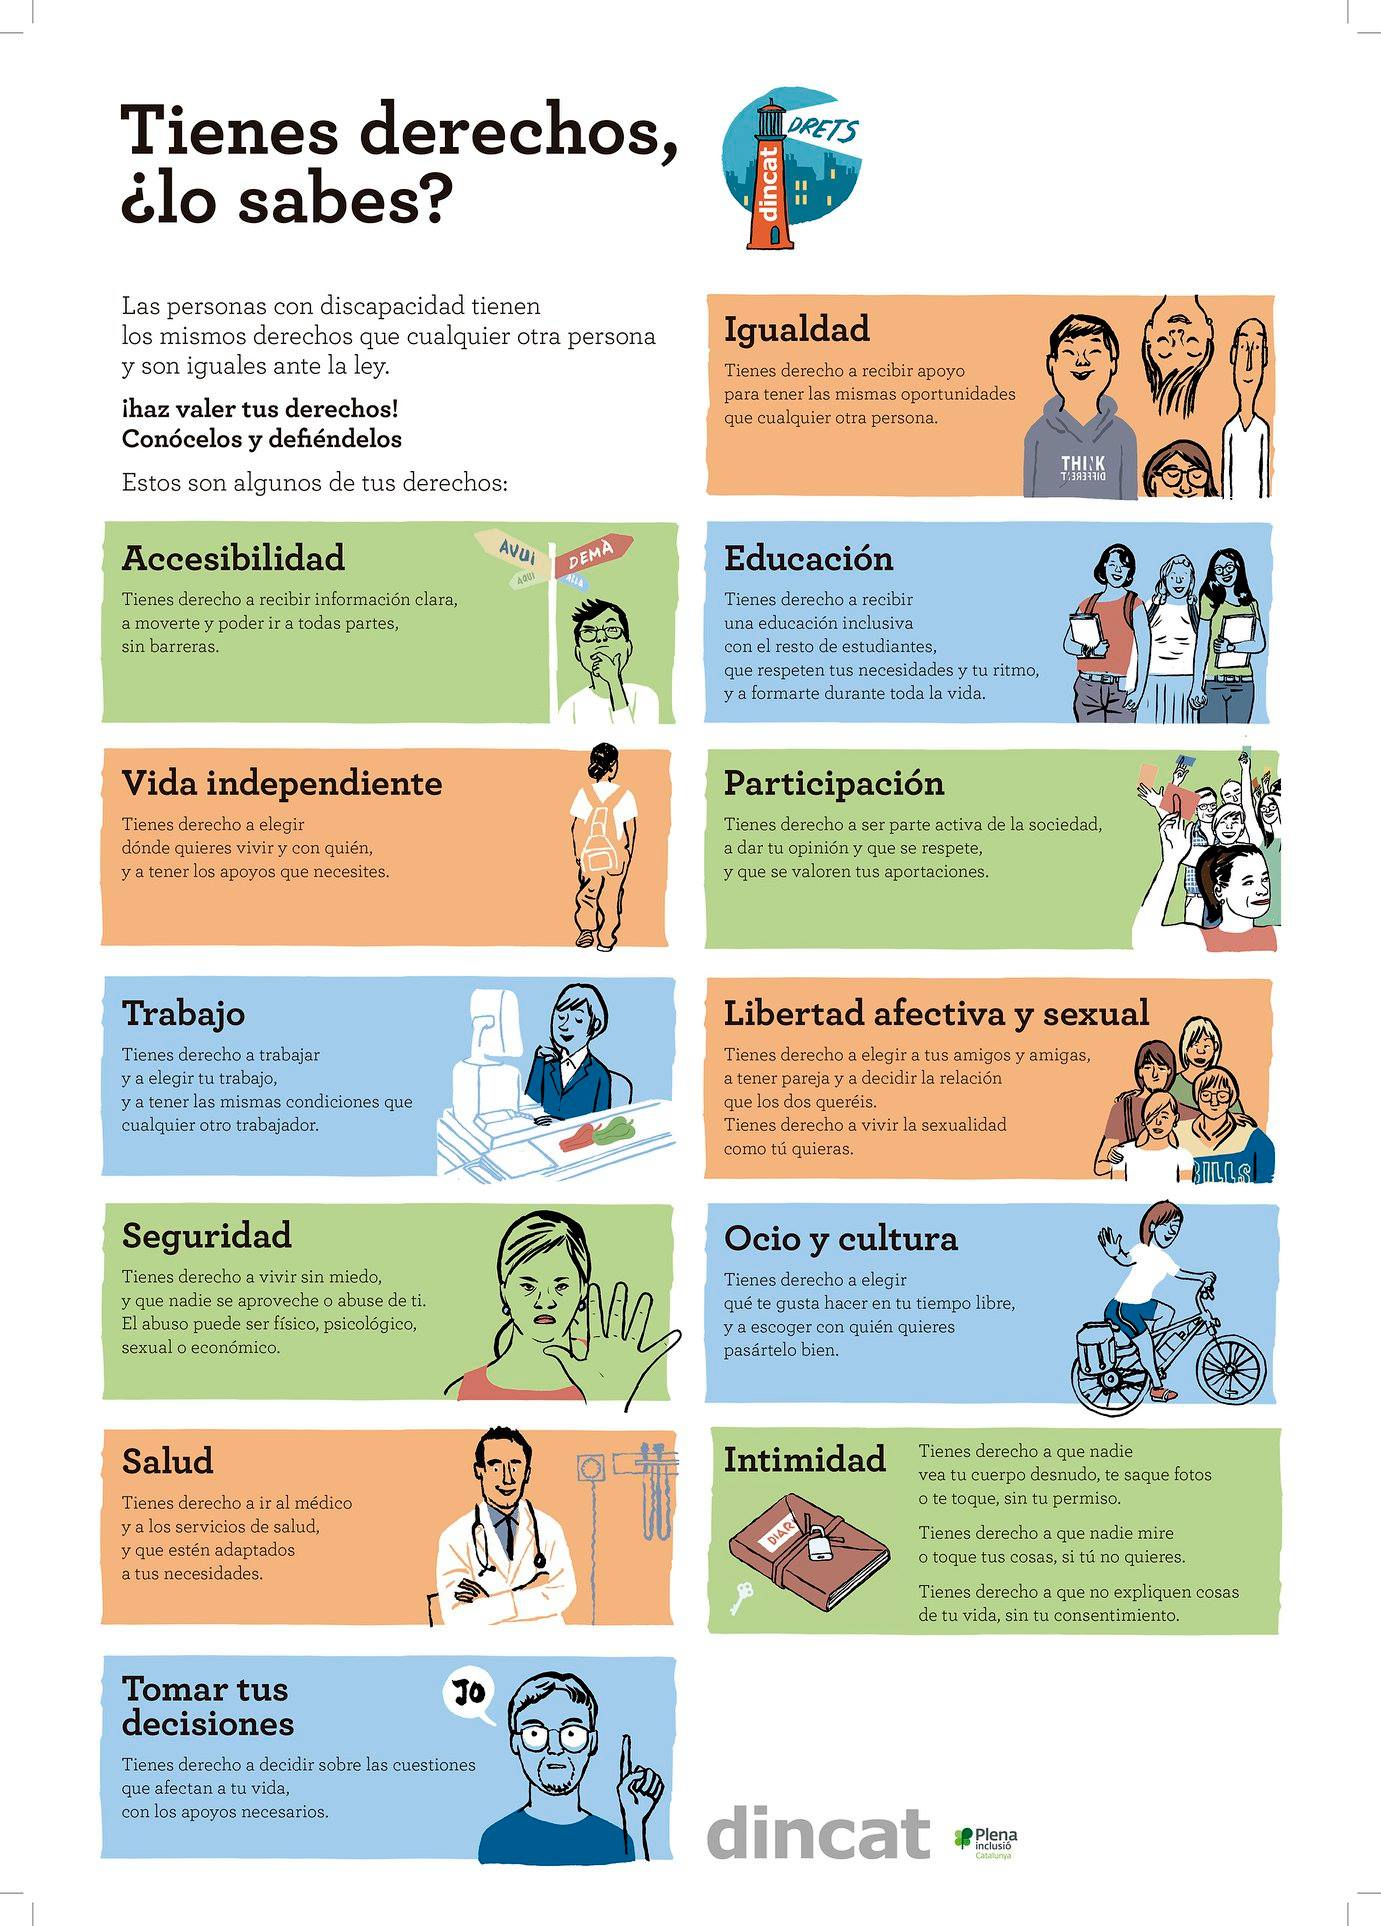 Tienes derechos,
¿lo sabes?
DRETS
dincat
Las personas con discapacidad tienen
los mismos derechos que cualquier otra persona
y son iguales ante la ley.
¡haz valer tus derechos!
Conócelos y defiéndelos
Estos son algunos de tus derechos:
Igualdad
Tienes derecho a recibir apoyo
para tener las mismas oportunidades
que cualquier otra persona.
THINK
DIFFERENT
Accesibilidad
Tienes derecho a recibir información clara,
a moverte y poder ir a todas partes,
sin barreras.
AVUI
DEMÀ
AQUÍ
ALLÀ
Educación
Tienes derecho a recibir
una educación inclusiva
con el resto de estudiantes,
que respeten tus necesidades y tu ritmo,
y a formarte durante toda la vida.
Vida independiente
Tienes derecho a elegir
dónde quieres vivir y con quién,
y a tener los apoyos que necesites.
Participación
Tienes derecho a ser parte activa de la sociedad,
a dar tu opinión y que se respete,
y que se valoren tus aportaciones.
Trabajo
Tienes derecho a trabajar
y a elegir tu trabajo,
y a tener las mismas condiciones que
cualquier otro trabajador.
Libertad afectiva y sexual
Tienes derecho a elegir a tus amigos y amigas,
a tener pareja y a decidir la relación
que los dos queréis.
Tienes derecho a vivir la sexualidad
como tú quieras.
BILLS
Seguridad
Tienes derecho a vivir sin miedo,
y que nadie se aproveche o abuse de ti.
El abuso puede ser físico, psicológico,
sexual o económico.
Ocio y cultura
Tienes derecho a elegir
qué te gusta hacer en tu tiempo libre,
y a escoger con quién quieres
pasártelo bien.
Salud
Tienes derecho a ir al médico
y a los servicios de salud,
y que estén adaptados
a tus necesidades.
Intimidad
DIARI
Tienes derecho a que nadie
vea tu cuerpo desnudo, te saque fotos
o te toque, sin tu permiso.
Tienes derecho a que nadie mire
o toque tus cosas, si tú no quieres.
Tienes derecho a que no expliquen cosas
de tu vida, sin tu consentimiento.
Tomar tus
decisiones
Tienes derecho a decidir sobre las cuestiones
que afectan a tu vida,
con los apoyos necesarios.
JO
dincat
Plena
inclusió
Catalunya